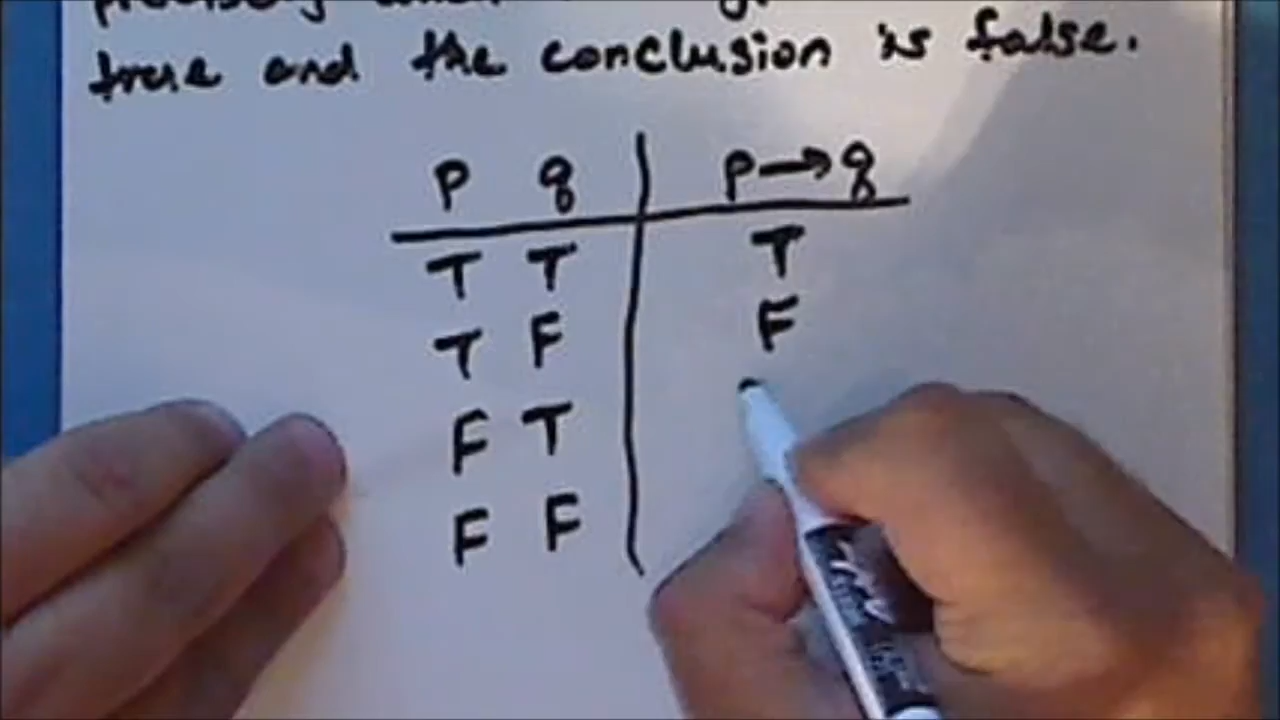 true and the conclusion is false.
p q p→q
T T T
T F F
F T
F F